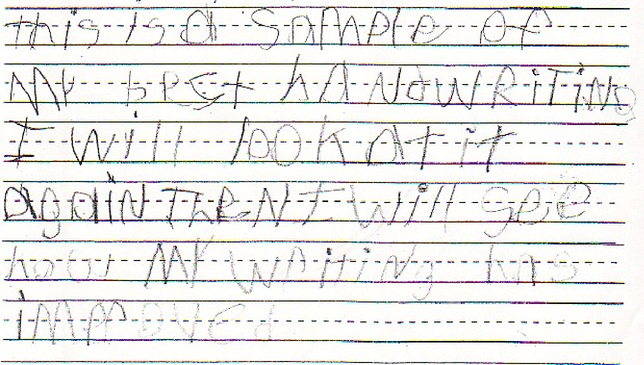 this is a sample of
My best haNdwRiTiNg
I will look at it
again TheN I will see
how My wRitiNg has
improved